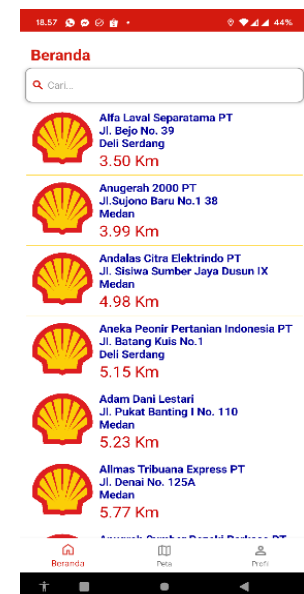 18.57
44%
Beranda
Cari...
Alfa Laval Separatama PT
Jl. Bejo No. 39
Deli Serdang
3.50 Km
Anugerah 2000 PT
Jl.Sujono Baru No.1 38
Medan
3.99 Km
Andalas Citra Elektrindo PT
Jl. Sisiwa Sumber Jaya Dusun IX
Medan
4.98 Km
Aneka Peonir Pertanian Indonesia PT
Jl. Batang Kuis No.1
Deli Serdang
5.15 Km
Adam Dani Lestari
Jl. Pukat Banting I No. 110
Medan
5.23 Km
Allmas Tribuana Express PT
Jl. Denai No. 125A
Medan
5.77 Km
Beranda
Peta
Profil